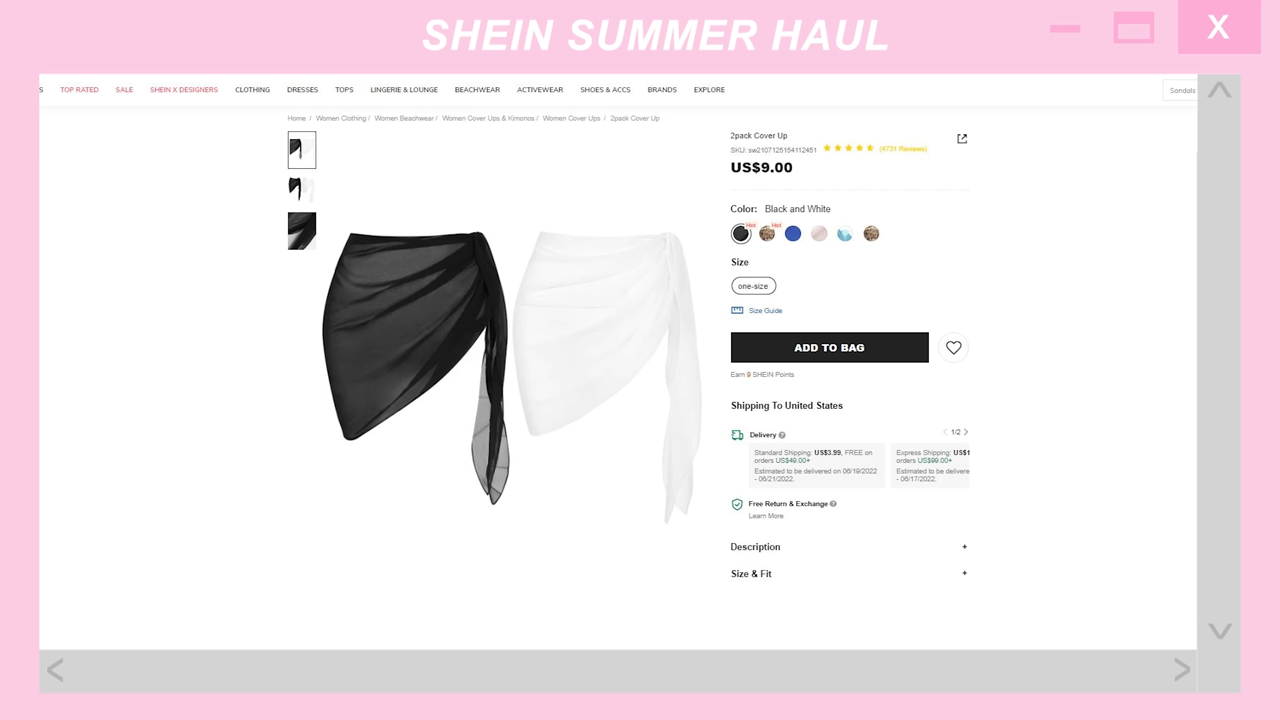 SHEIN SUMMER HAUL
X
S TOP RATED SALE SHEIN X DESIGNERS CLOTHING DRESSES TOPS LINGERIE & LOUNGE BEACHWEAR ACTIVEWEAR SHOES & ACCS BRANDS EXPLORE
Sandals
Home / Women Clothing / Women Beachwear / Women Cover Ups & Kimonos / Women Cover Ups / 2pack Cover Up
2pack Cover Up
SKU: sw2107125154112451 (4731 Reviews)
US$9.00
Color: Black and White
Hot Hot
Size
one-size
Size Guide
ADD TO BAG
Earn 9 SHEIN Points
Shipping To United States
Delivery ? 1/2
Standard Shipping: US$3.99, FREE on
orders US$49.00+
Estimated to be delivered on 06/19/2022
- 06/21/2022.
Express Shipping: US$1
orders US$99.00+
Estimated to be delivere
- 06/17/2022.
Free Return & Exchange ?
Learn More
Description +
Size & Fit +